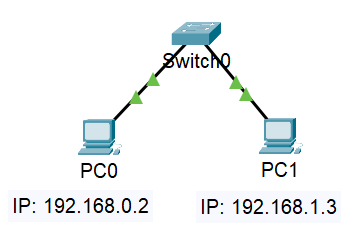 Switch0
PC0
PC1
IP: 192.168.0.2
IP: 192.168.1.3